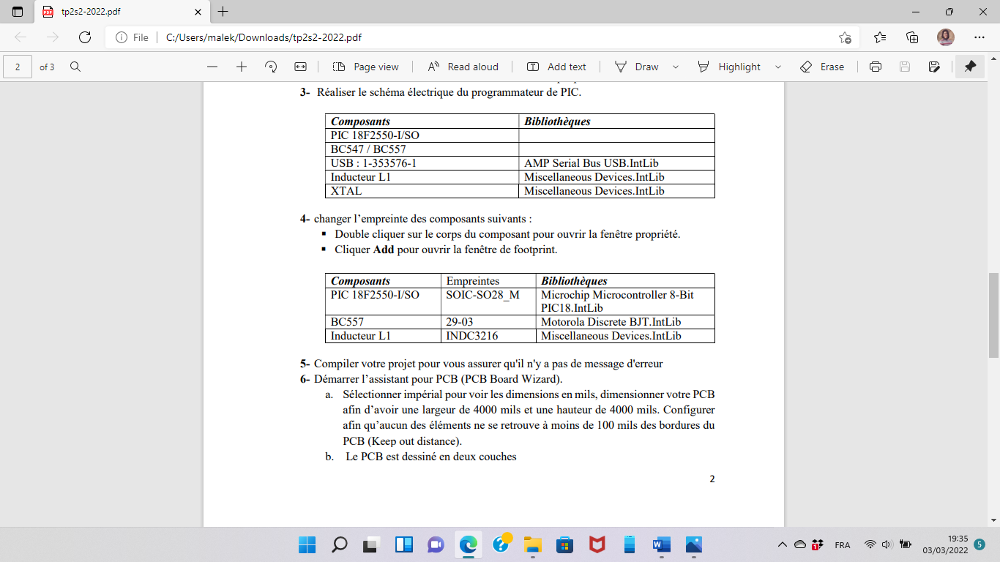 tp2s2-2022.pdf
File
C:/Users/malek/Downloads/tp2s2-2022.pdf
2 of 3
Page view
Read aloud
Add text
Draw
Highlight
Erase
3- Réaliser le schéma électrique du programmateur de PIC.
Composants Bibliothèques
PIC 18F2550-I/SO
BC547 / BC557
USB : 1-353576-1 AMP Serial Bus USB.IntLib
Inducteur L1 Miscellaneous Devices.IntLib
XTAL Miscellaneous Devices.IntLib
4- changer l’empreinte des composants suivants :
▪ Double cliquer sur le corps du composant pour ouvrir la fenêtre propriété.
▪ Cliquer Add pour ouvrir la fenêtre de footprint.
Composants Empreintes Bibliothèques
PIC 18F2550-I/SO SOIC-SO28_M Microchip Microcontroller 8-Bit
PIC18.IntLib
BC557 29-03 Motorola Discrete BJT.IntLib
Inducteur L1 INDC3216 Miscellaneous Devices.IntLib
5- Compiler votre projet pour vous assurer qu'il n'y a pas de message d'erreur
6- Démarrer l’assistant pour PCB (PCB Board Wizard).
a. Sélectionner impérial pour voir les dimensions en mils, dimensionner votre PCB
afin d’avoir une largeur de 4000 mils et une hauteur de 4000 mils. Configurer
afin qu’aucun des éléments ne se retrouve à moins de 100 mils des bordures du
PCB (Keep out distance).
b. Le PCB est dessiné en deux couches
2
FRA
19:35
03/03/2022
5
1